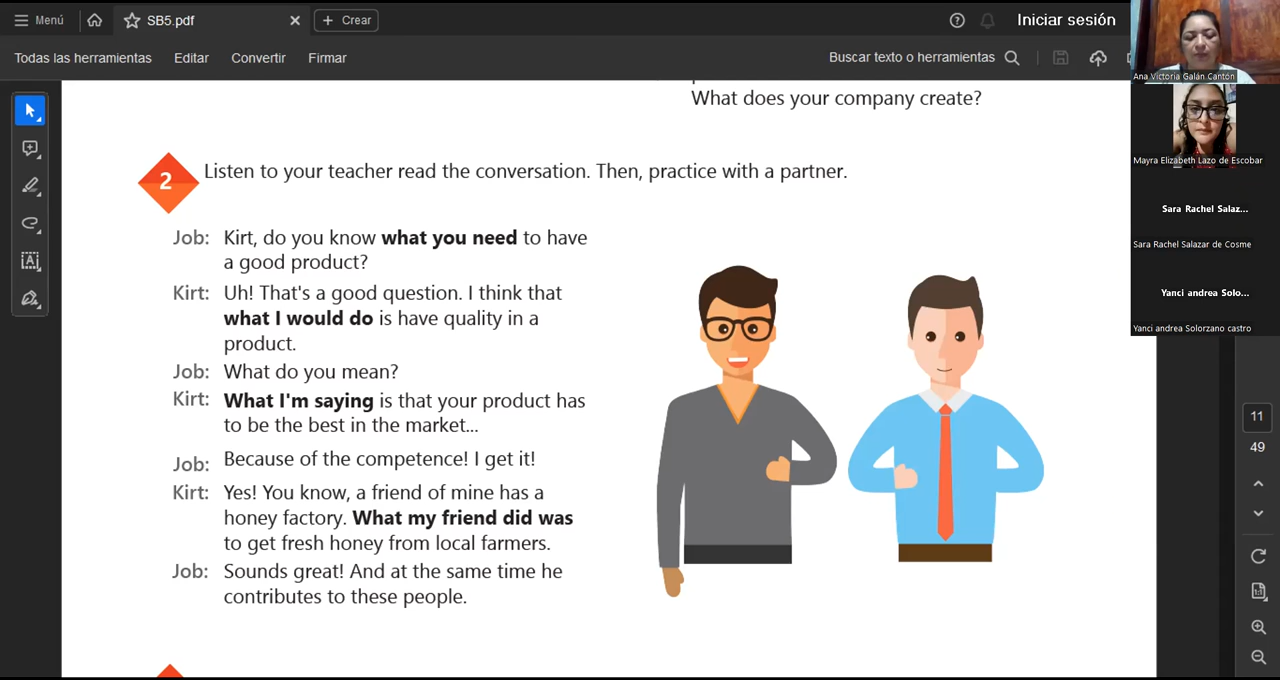 Menú
SB5.pdf
Crear
Iniciar sesión
Todas las herramientas
Editar
Convertir
Firmar
Buscar texto o herramientas
What does your company create?
2
Listen to your teacher read the conversation. Then, practice with a partner.
Job: Kirt, do you know what you need to have
a good product?
Kirt: Uh! That's a good question. I think that
what I would do is have quality in a
product.
Job: What do you mean?
Kirt: What I'm saying is that your product has
to be the best in the market...
Job: Because of the competence! I get it!
Kirt: Yes! You know, a friend of mine has a
honey factory. What my friend did was
to get fresh honey from local farmers.
Job: Sounds great! And at the same time he
contributes to these people.
Ana Victoria Galán Cantón
Mayra Elizabeth Lazo de Escobar
Sara Rachel Salaz...
Sara Rachel Salazar de Cosme
Yanci andrea Solo...
Yanci andrea Solorzano castro
11
49